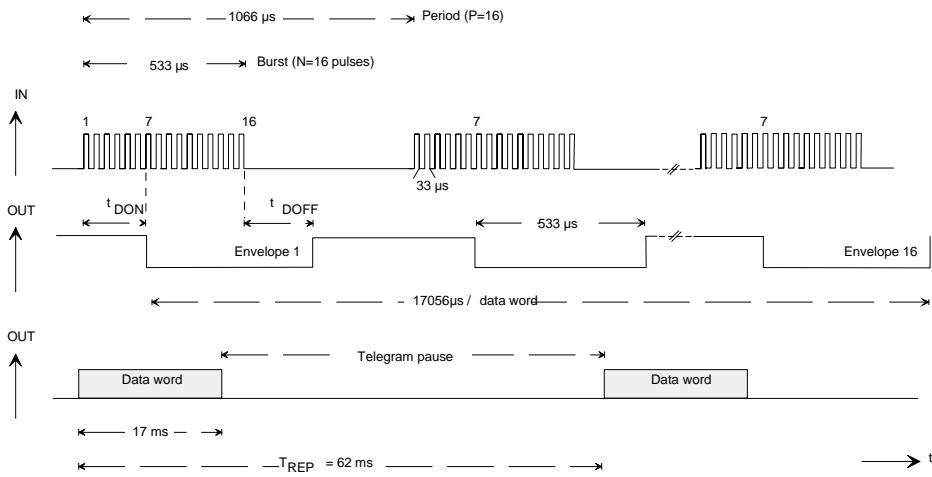 1066 µs Period (P=16)
533 µs Burst (N=16 pulses)
IN
1 7 16 7 7
33 µs
t DON t DOFF
OUT
533 µs
Envelope 1 Envelope 16
17056µs / data word
OUT
Telegram pause
Data word Data word
17 ms
TREP = 62 ms
t